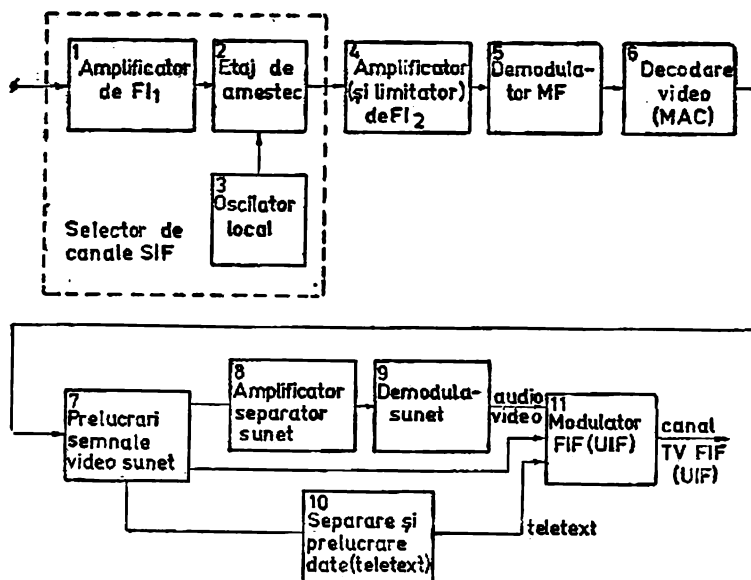 1
Amplificator
de FI1
2
Etaj de
amestec
3
Oscilator
local
Selector de
canale SIF
4
Amplificator
(și limitator)
de FI2
5
Demodula-
tor MF
6
Decodare
video
(MAC)
7
Prelucrari
semnale
video sunet
8
Amplificator
separator
sunet
9
Demodula-
sunet
audio
video
10
Separare și
prelucrare
date(teletext)
teletext
11
Modulator
FIF(UIF)
canal
TV FIF
(UIF)